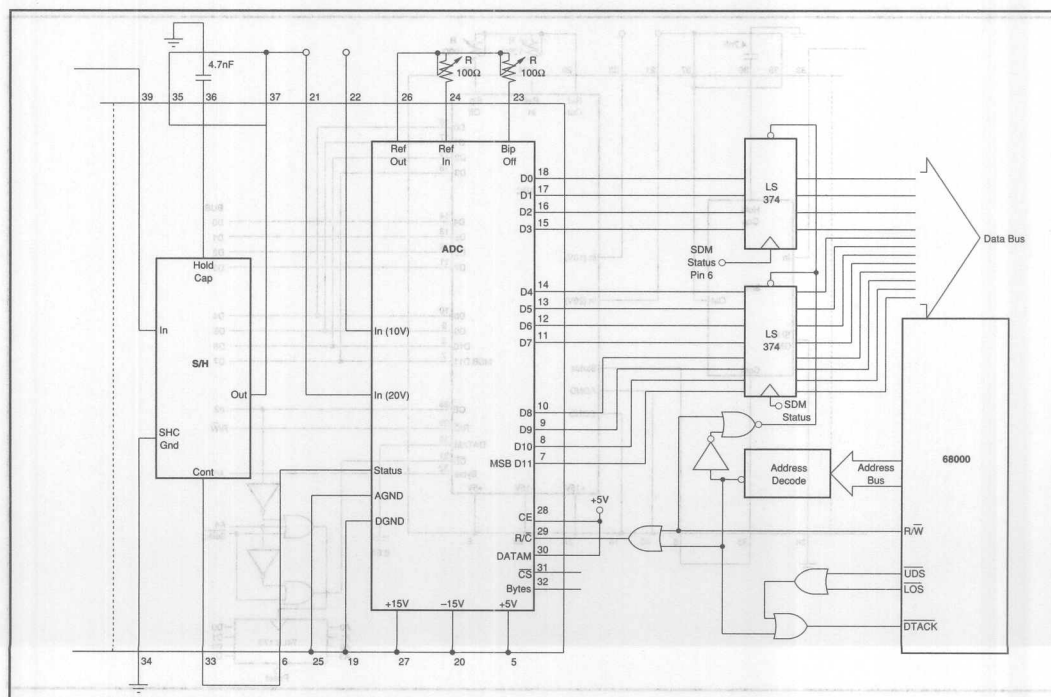 4.7nF
R
100Ω
R
100Ω
39
35
36
37
21
22
26
24
23
Ref
Out
Ref
In
Bip
Off
ADC
Hold
Cap
In
S/H
Out
SHC
Gnd
Cont
In (10V)
In (20V)
Status
AGND
DGND
D0
18
D1
17
D2
16
D3
15
D4
14
D5
13
D6
12
D7
11
D8
10
D9
9
D10
8
MSB D11
7
CE
28
R/C̅
29
DATAM
30
C̅S̅
31
Bytes
32
+15V
−15V
+5V
34
33
6
25
19
27
20
5
LS
374
SDM
Status
Pin 6
LS
374
SDM
Status
+5V
Address
Decode
Address
Bus
Data Bus
68000
R/W̅
U̅D̅S̅
L̅O̅S̅
D̅T̅A̅C̅K̅